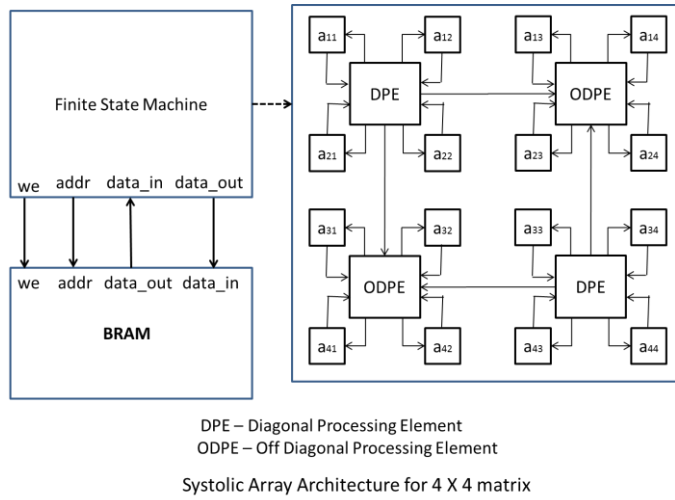 Finite State Machine
we addr data_in data_out
we addr data_out data_in
BRAM
a11 a12 a13 a14
DPE ODPE
a21 a22 a23 a24
a31 a32 a33 a34
ODPE DPE
a41 a42 a43 a44
DPE – Diagonal Processing Element
ODPE – Off Diagonal Processing Element
Systolic Array Architecture for 4 X 4 matrix